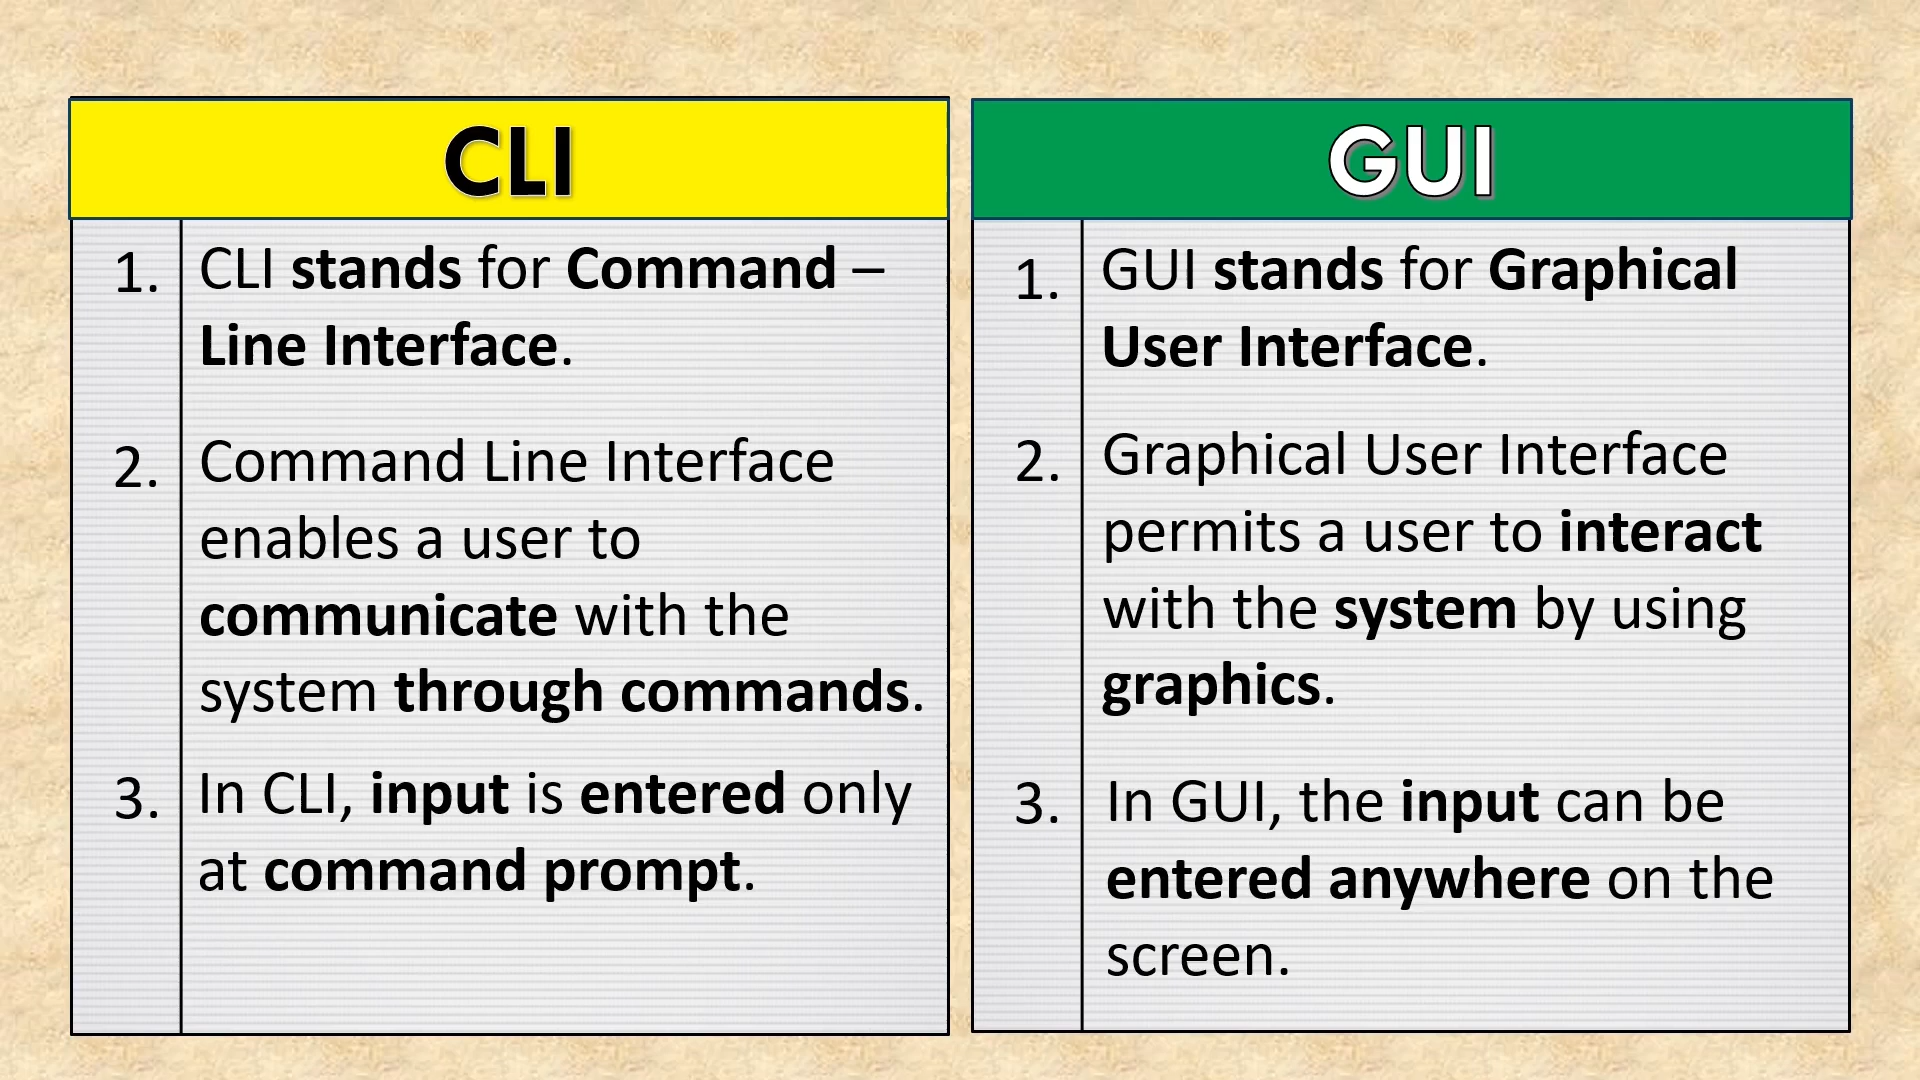 CLI
1. CLI stands for Command –
Line Interface.
2. Command Line Interface
enables a user to
communicate with the
system through commands.
3. In CLI, input is entered only
at command prompt.
GUI
1. GUI stands for Graphical
User Interface.
2. Graphical User Interface
permits a user to interact
with the system by using
graphics.
3. In GUI, the input can be
entered anywhere on the
screen.